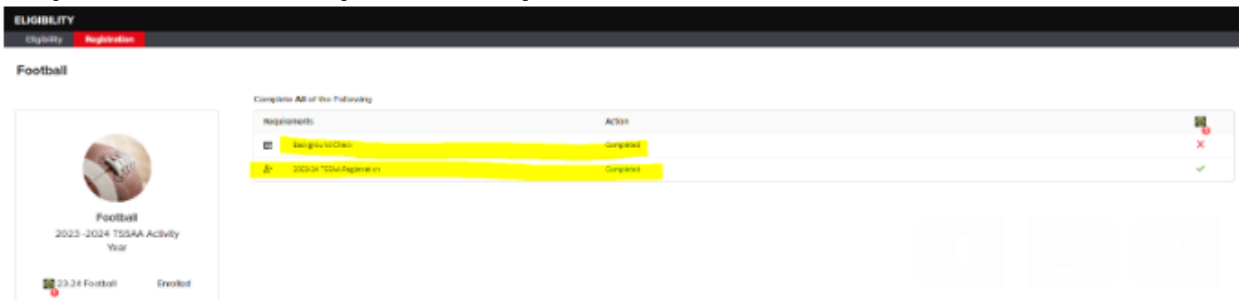 ELIGIBILITY
Eligibility Registration
Football
Complete All of the Following
Requirements Action
Background Check Completed
2023-24 TSSAA Registration Completed
Football
2023 -2024 TSSAA Activity
Year
23-24 Football Enrolled